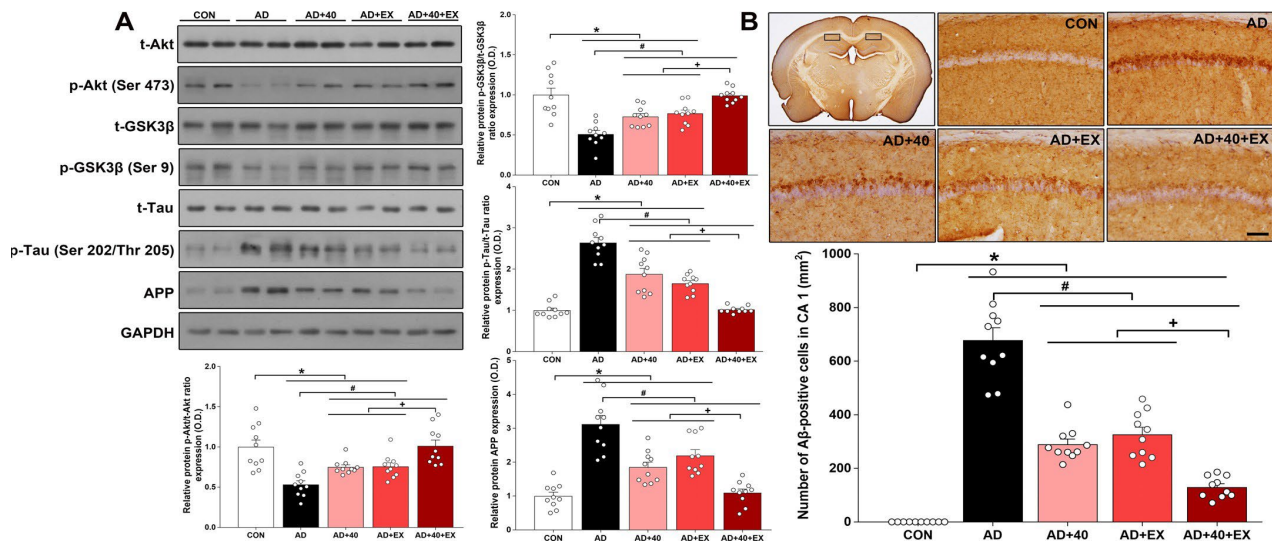 A
CON AD AD+40 AD+EX AD+40+EX
t-Akt
p-Akt (Ser 473)
t-GSK3β
p-GSK3β (Ser 9)
t-Tau
p-Tau (Ser 202/Thr 205)
APP
GAPDH
Relative protein p-Akt/t-Akt ratio
expression (O.D.)
2.0
1.5
1.0
0.5
0.0
*
#
+
CON AD AD+40 AD+EX AD+40+EX
Relative protein p-GSK3β/t-GSK3β
ratio expression (O.D.)
2.0
1.5
1.0
0.5
0.0
*
#
+
CON AD AD+40 AD+EX AD+40+EX
Relative protein p-Tau/t-Tau ratio
expression (O.D.)
4
3
2
1
0
*
#
+
CON AD AD+40 AD+EX AD+40+EX
Relative protein APP expression (O.D.)
5
4
3
2
1
0
*
#
+
CON AD AD+40 AD+EX AD+40+EX
B
CON
AD
AD+40
AD+EX
AD+40+EX
Number of Aβ-positive cells in CA 1 (mm²)
1000
800
600
400
200
0
*
#
+
CON AD AD+40 AD+EX AD+40+EX